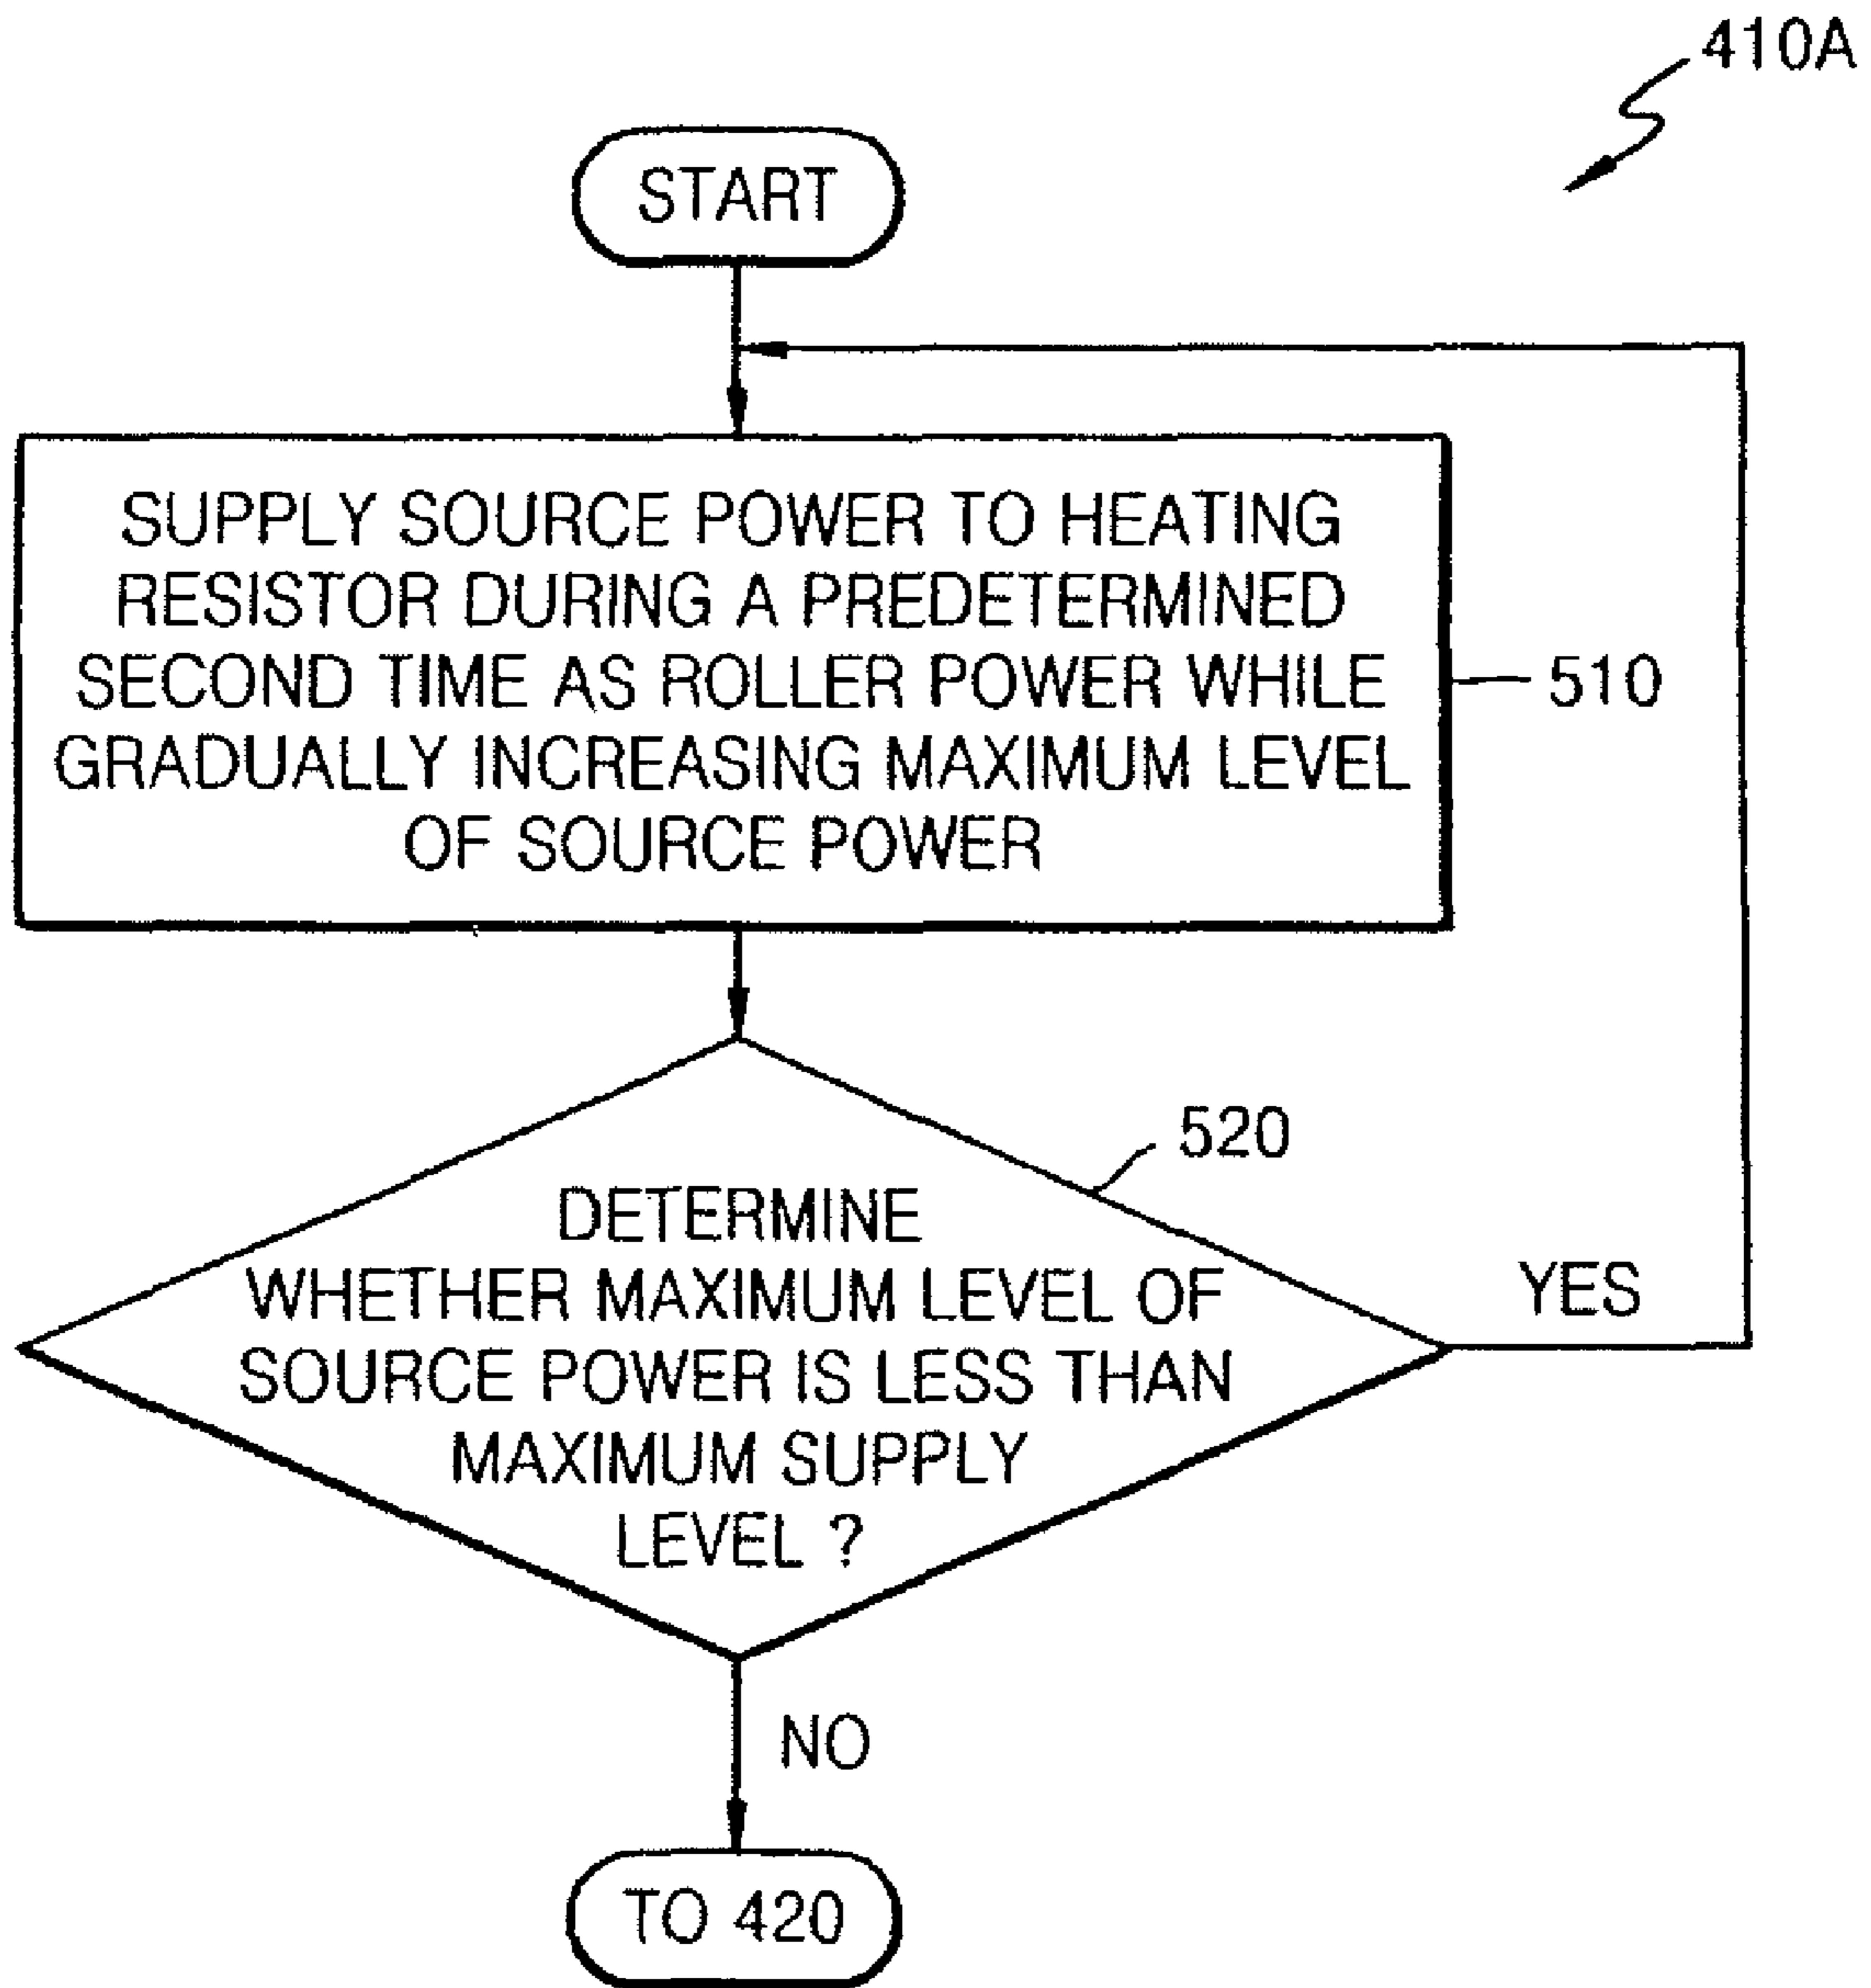 410A
START
SUPPLY SOURCE POWER TO HEATING
RESISTOR DURING A PREDETERMINED
SECOND TIME AS ROLLER POWER WHILE
GRADUALLY INCREASING MAXIMUM LEVEL
OF SOURCE POWER
510
520
DETERMINE
WHETHER MAXIMUM LEVEL OF
SOURCE POWER IS LESS THAN
MAXIMUM SUPPLY
LEVEL ?
YES
NO
TO 420